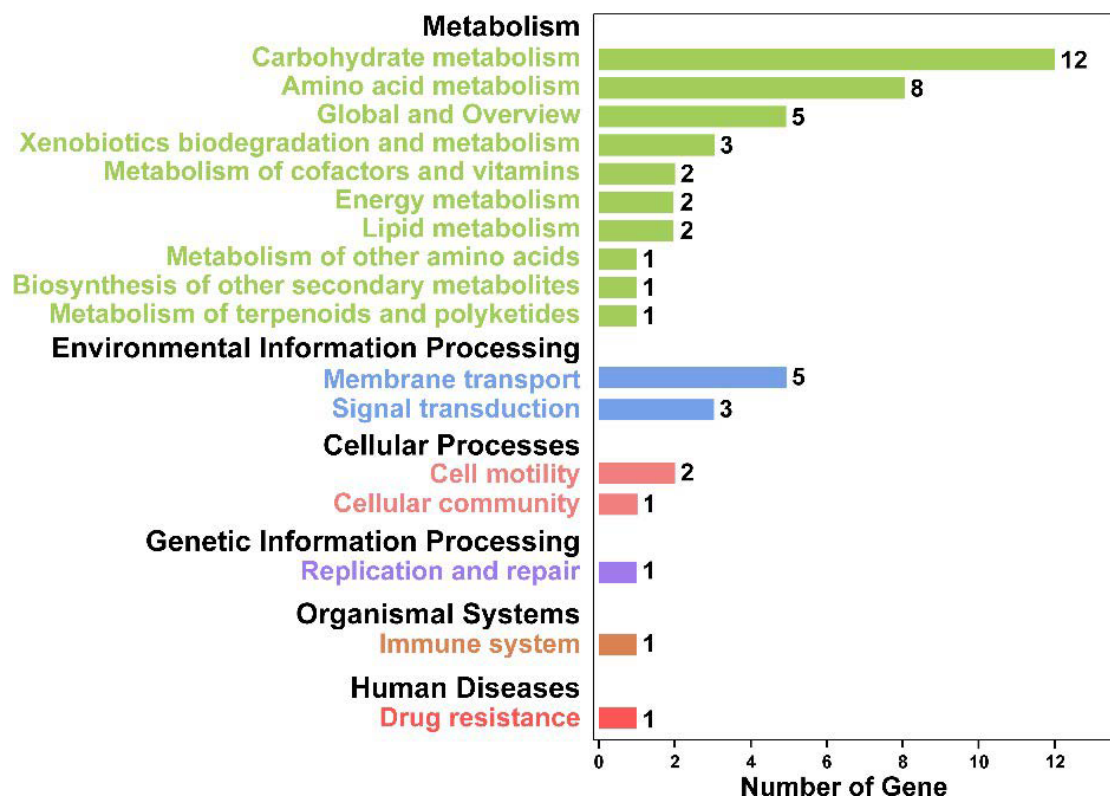 Metabolism
Carbohydrate metabolism 12
Amino acid metabolism 8
Global and Overview 5
Xenobiotics biodegradation and metabolism 3
Metabolism of cofactors and vitamins 2
Energy metabolism 2
Lipid metabolism 2
Metabolism of other amino acids 1
Biosynthesis of other secondary metabolites 1
Metabolism of terpenoids and polyketides 1
Environmental Information Processing
Membrane transport 5
Signal transduction 3
Cellular Processes
Cell motility 2
Cellular community 1
Genetic Information Processing
Replication and repair 1
Organismal Systems
Immune system 1
Human Diseases
Drug resistance 1
0 2 4 6 8 10 12
Number of Gene